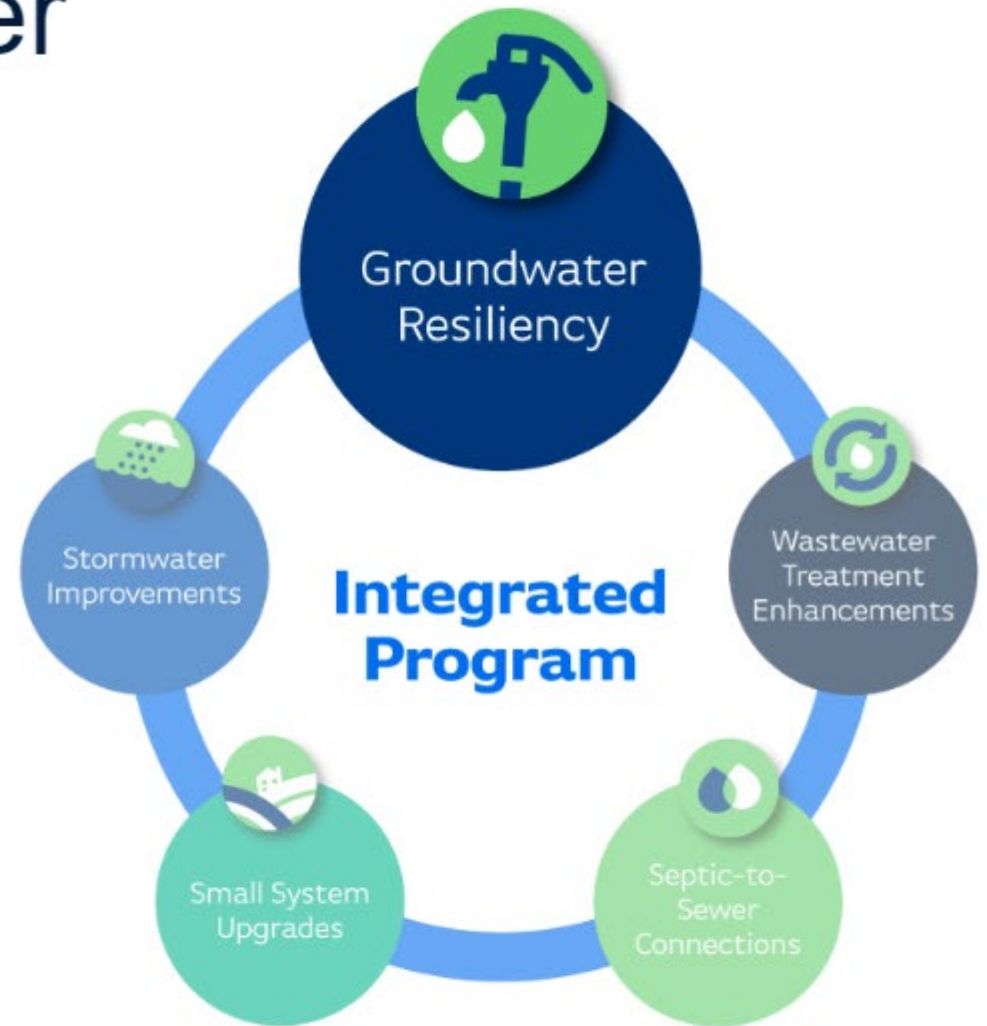 er
Groundwater
Resiliency
Stormwater
Improvements
Wastewater
Treatment
Enhancements
Integrated
Program
Small System
Upgrades
Septic-to-
Sewer
Connections